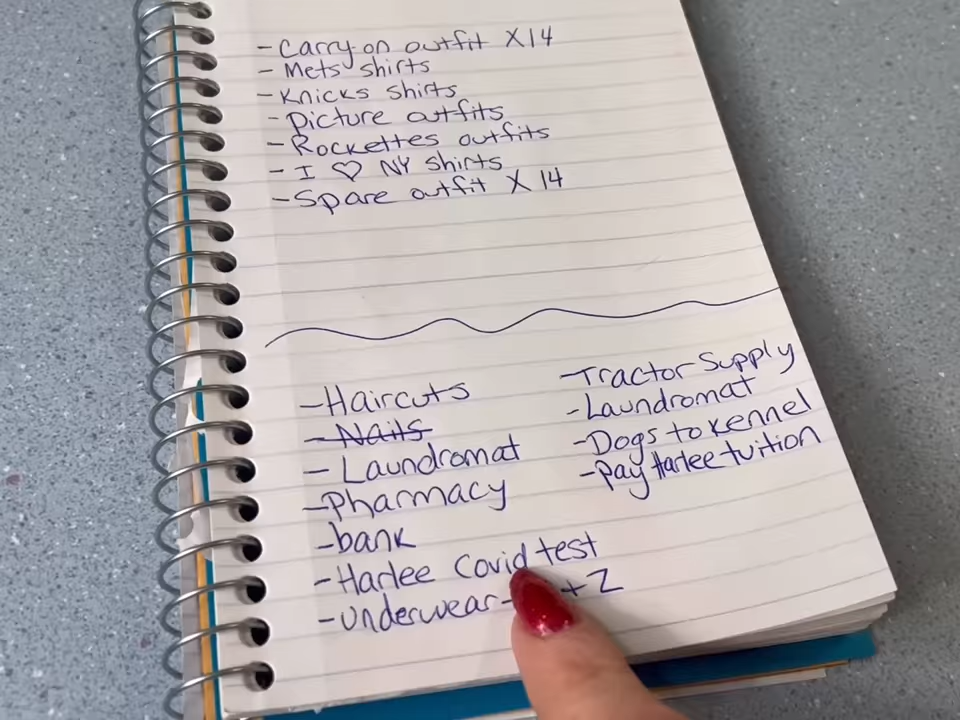 - Carry on outfit X14
- Mets shirts
- Knicks shirts
- Picture outfits
- Rockettes outfits
- I ♡ NY shirts
- Spare outfit X 14
- Haircuts
- Nails
- Laundromat
- Pharmacy
- bank
- Harlee Covid test
- underwear- + Z
- Tractor Supply
- Laundromat
- Dogs to kennel
- Pay Harlee tuition